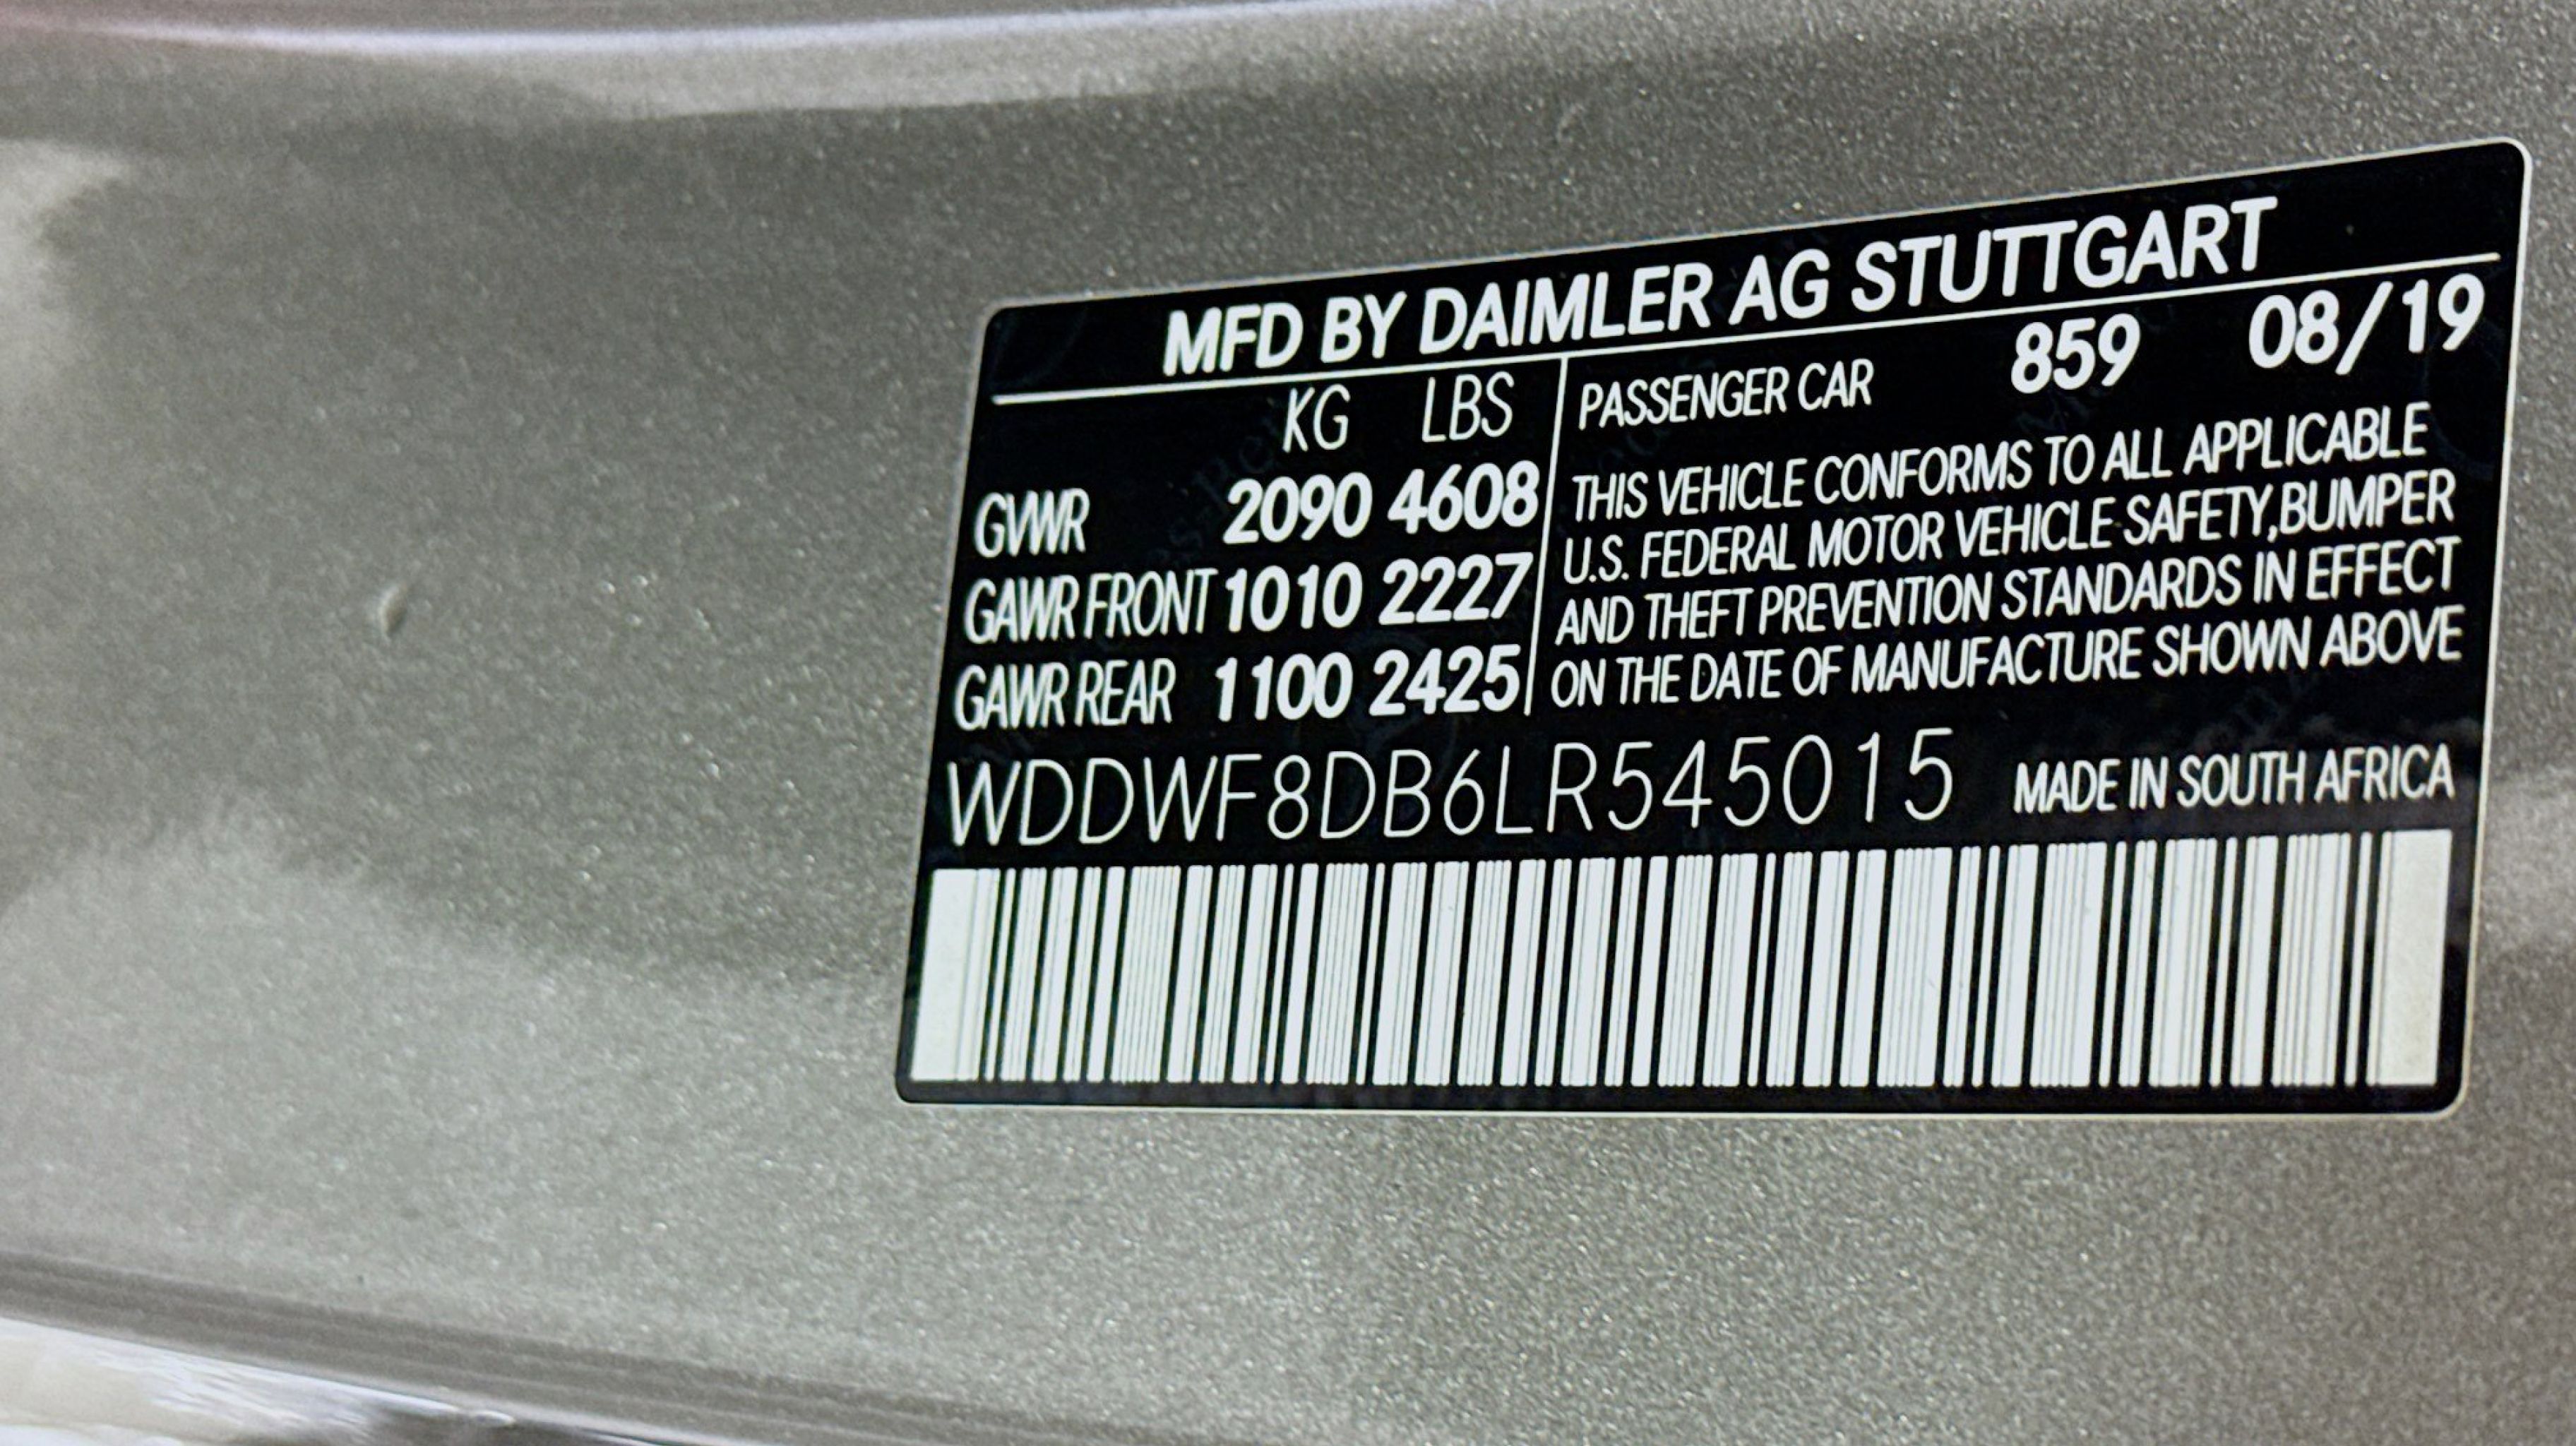 MFD BY DAIMLER AG STUTTGART
KG LBS
GVWR 2090 4608
GAWR FRONT 1010 2227
GAWR REAR 1100 2425
PASSENGER CAR 859 08/19
THIS VEHICLE CONFORMS TO ALL APPLICABLE
U.S. FEDERAL MOTOR VEHICLE SAFETY,BUMPER
AND THEFT PREVENTION STANDARDS IN EFFECT
ON THE DATE OF MANUFACTURE SHOWN ABOVE
WDDWF8DB6LR545015 MADE IN SOUTH AFRICA